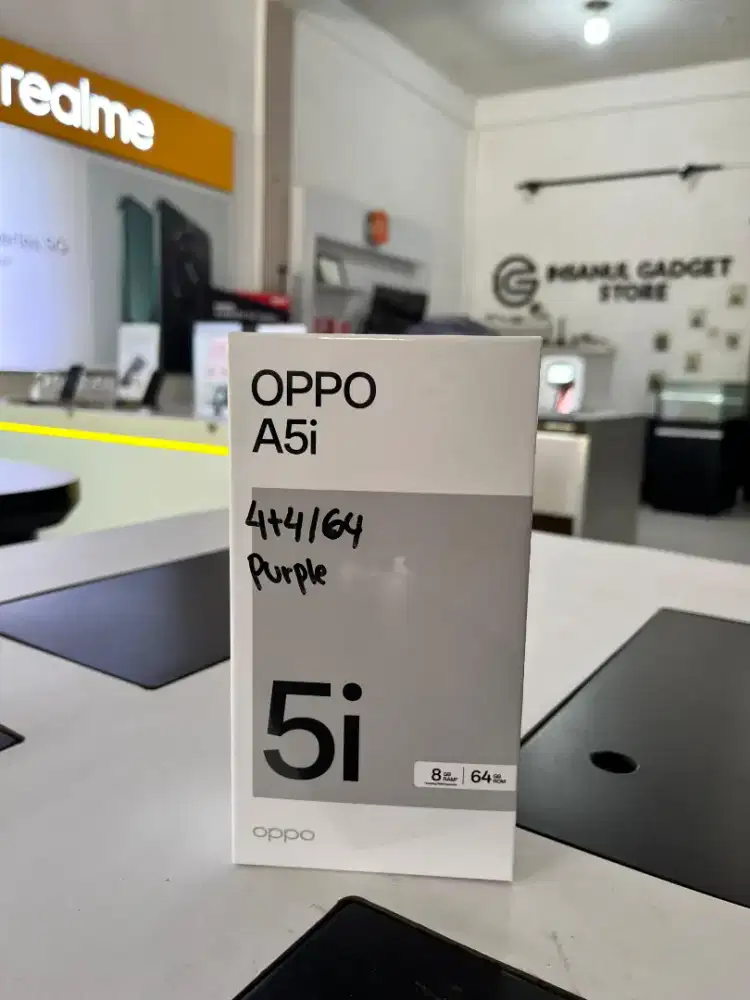 realme
GADGET
STORE
OPPO
A5i
4+4/64
Purple
5i
8 GB RAM* | 64 GB ROM
oppo